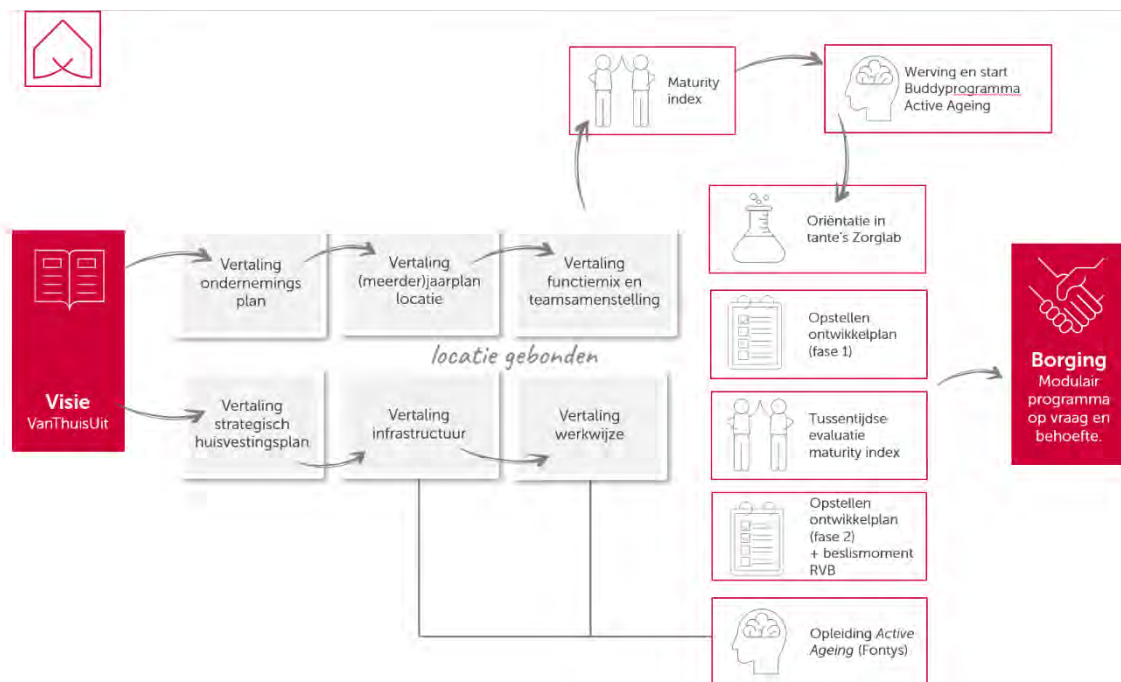 Maturity
index
Werving en start
Buddyprogramma
Active Ageing
Oriëntatie in
tante's Zorglab
Visie
VanThuisUit
Vertaling
ondernemings
plan
Vertaling
(meerder)jaarplan
locatie
Vertaling
functiemix en
teamsamenstelling
locatie gebonden
Vertaling
strategisch
huisvestingsplan
Vertaling
infrastructuur
Vertaling
werkwijze
Opstellen
ontwikkelplan
(fase 1)
Tussentijdse
evaluatie
maturity index
Opstellen
ontwikkelplan
(fase 2)
+ beslismoment
RVB
Opleiding Active
Ageing (Fontys)
Borging
Modulair
programma
op vraag en
behoefte.